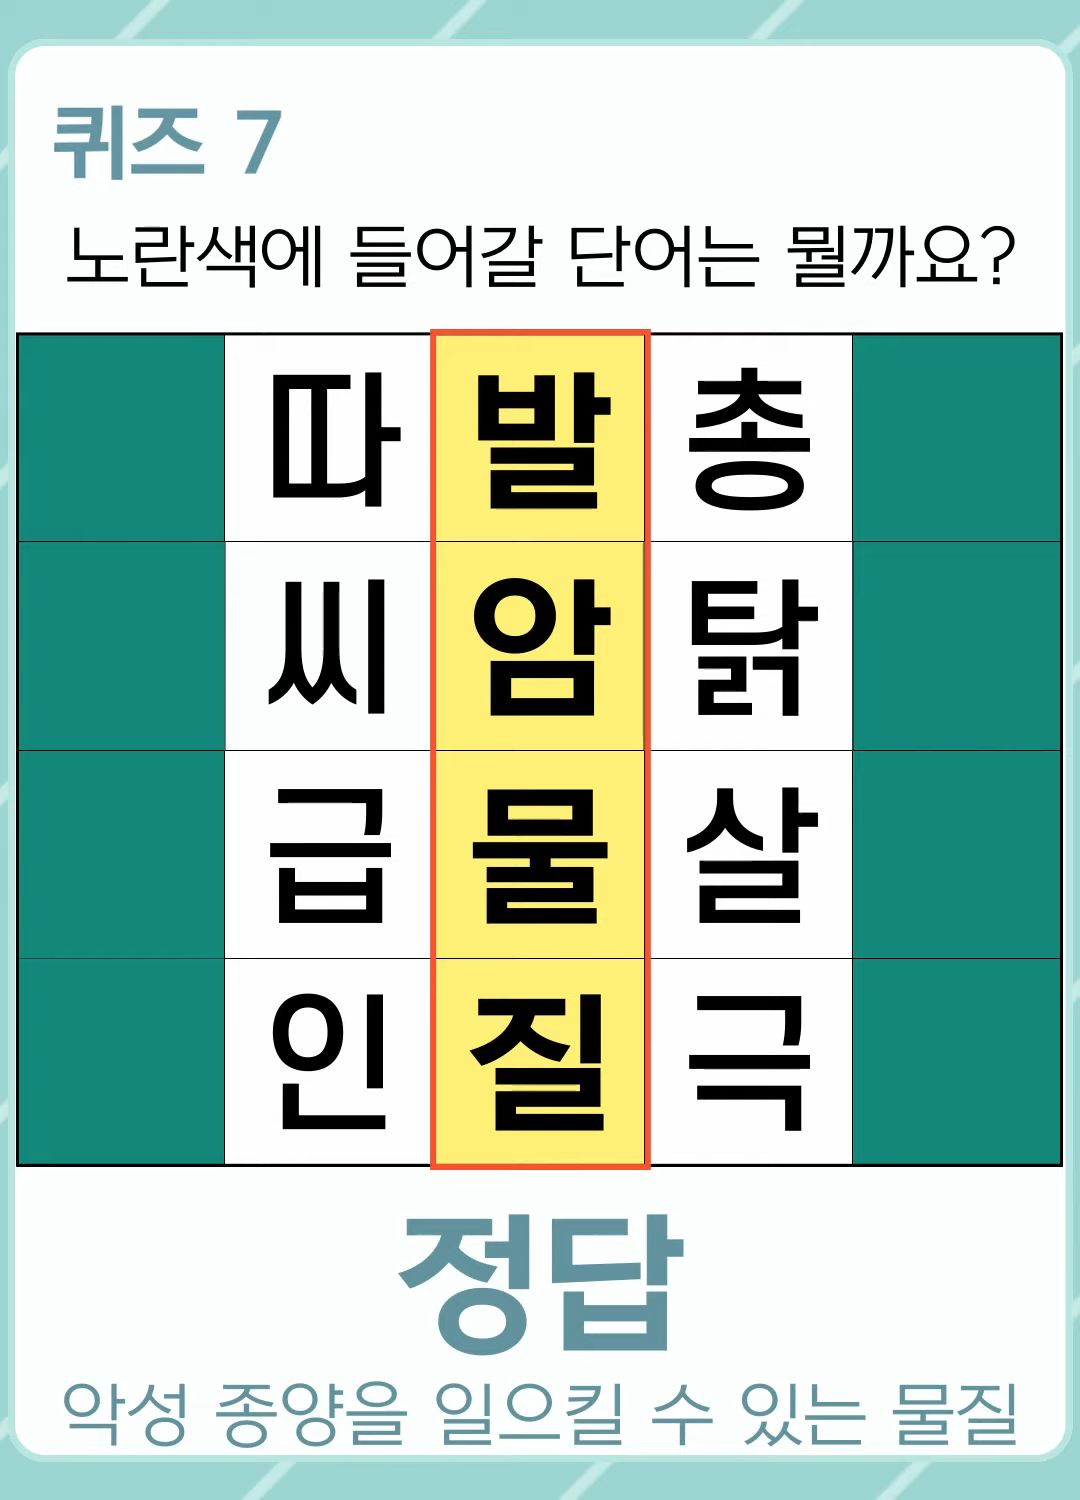 퀴즈 7
노란색에 들어갈 단어는 뭘까요?
따 발 총
씨 암 탉
급 물 살
인 질 극
정답
악성 종양을 일으킬 수 있는 물질